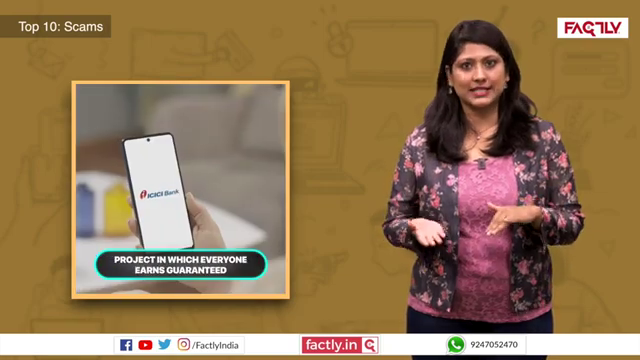 Top 10: Scams
FACTLY
ICICI Bank
PROJECT IN WHICH EVERYONE
EARNS GUARANTEED
/FactlyIndia
factly.in
9247052470